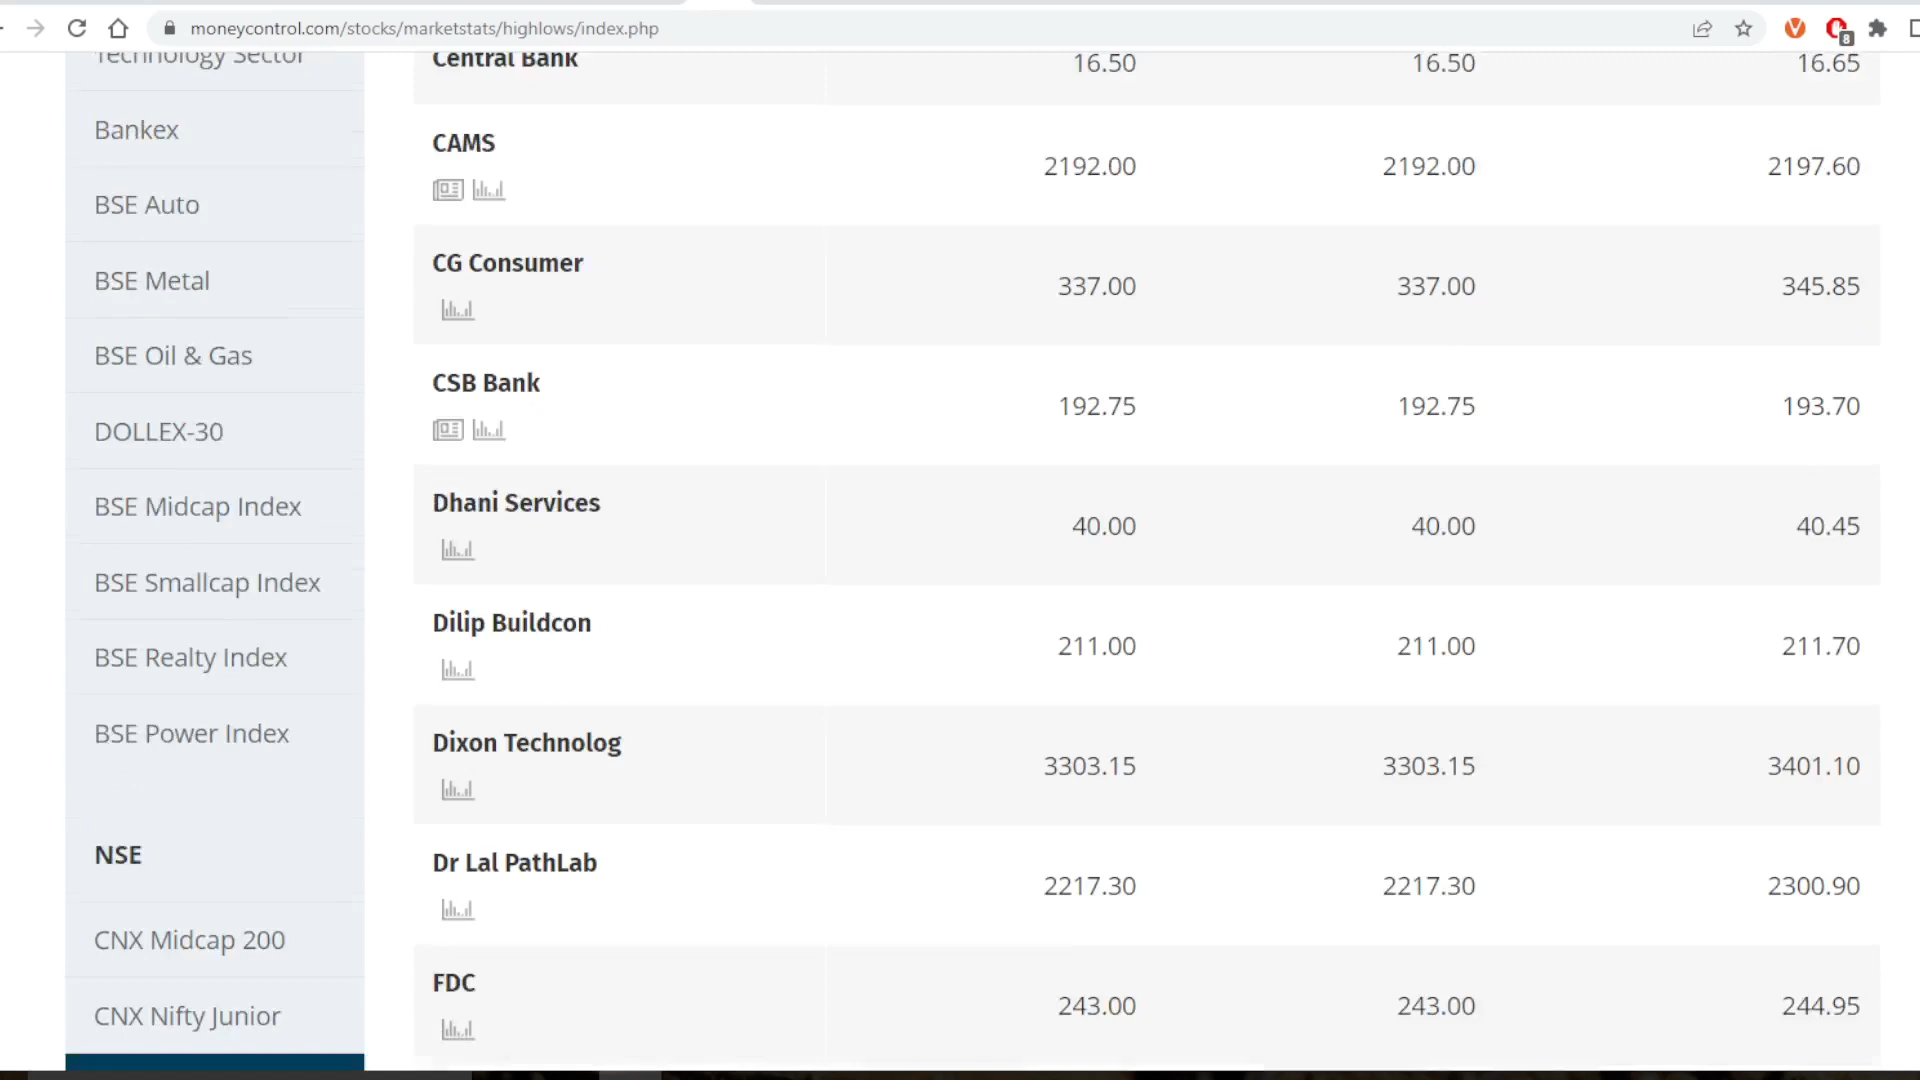 moneycontrol.com/stocks/marketstats/highlows/index.php
8
Technology Sector
Bankex
BSE Auto
BSE Metal
BSE Oil & Gas
DOLLEX-30
BSE Midcap Index
BSE Smallcap Index
BSE Realty Index
BSE Power Index
NSE
CNX Midcap 200
CNX Nifty Junior
Central Bank 16.50 16.50 16.65
CAMS 2192.00 2192.00 2197.60
CG Consumer 337.00 337.00 345.85
CSB Bank 192.75 192.75 193.70
Dhani Services 40.00 40.00 40.45
Dilip Buildcon 211.00 211.00 211.70
Dixon Technolog 3303.15 3303.15 3401.10
Dr Lal PathLab 2217.30 2217.30 2300.90
FDC 243.00 243.00 244.95